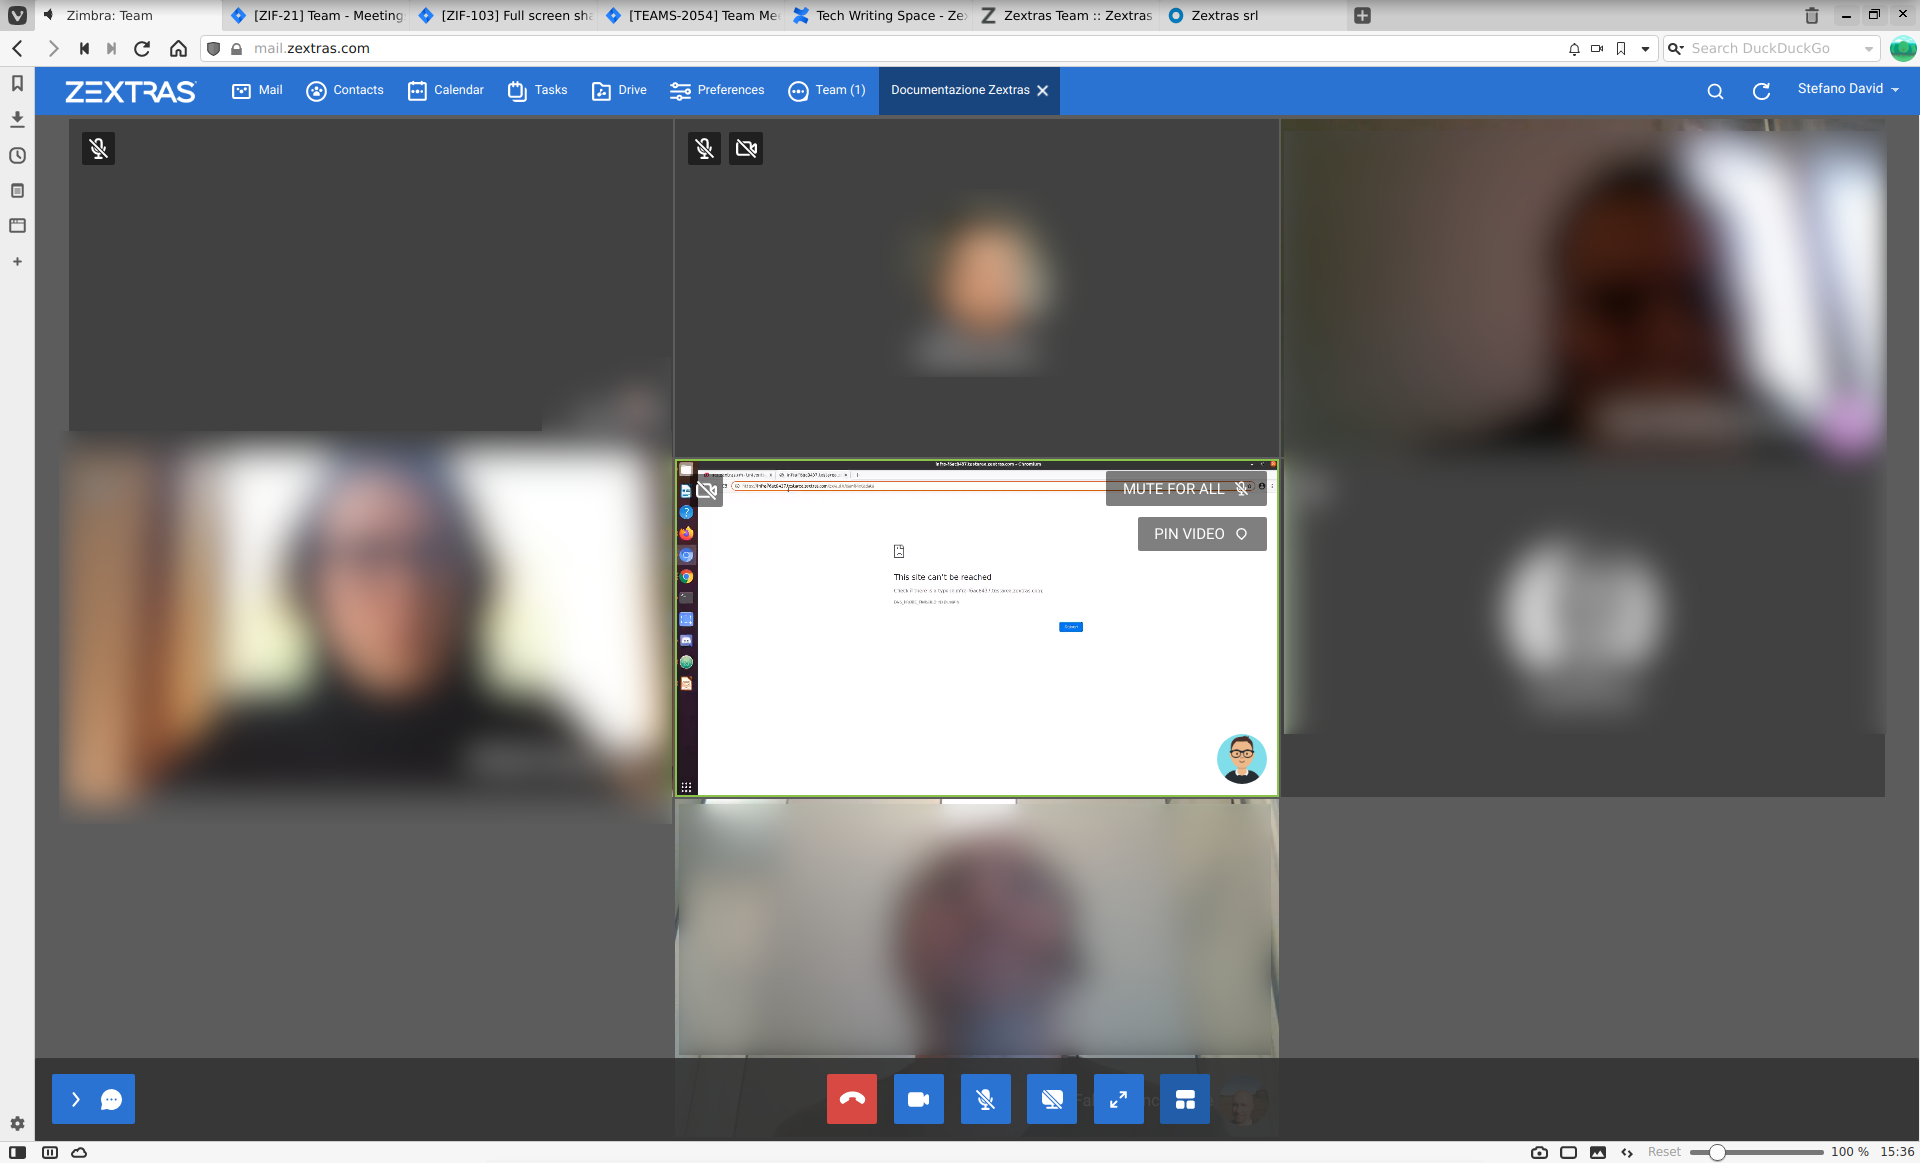 Zimbra: Team
[ZIF-21] Team - Meeting
[ZIF-103] Full screen sha
[TEAMS-2054] Team Me
Tech Writing Space - Ze
Zextras Team :: Zextras
Zextras srl
mail.zextras.com
Search DuckDuckGo
ZEXTRAS
Mail
Contacts
Calendar
Tasks
Drive
Preferences
Team (1)
Documentazione Zextras
Stefano David
MUTE FOR ALL
PIN VIDEO
This site can't be reached
Reset
100 %
15:36